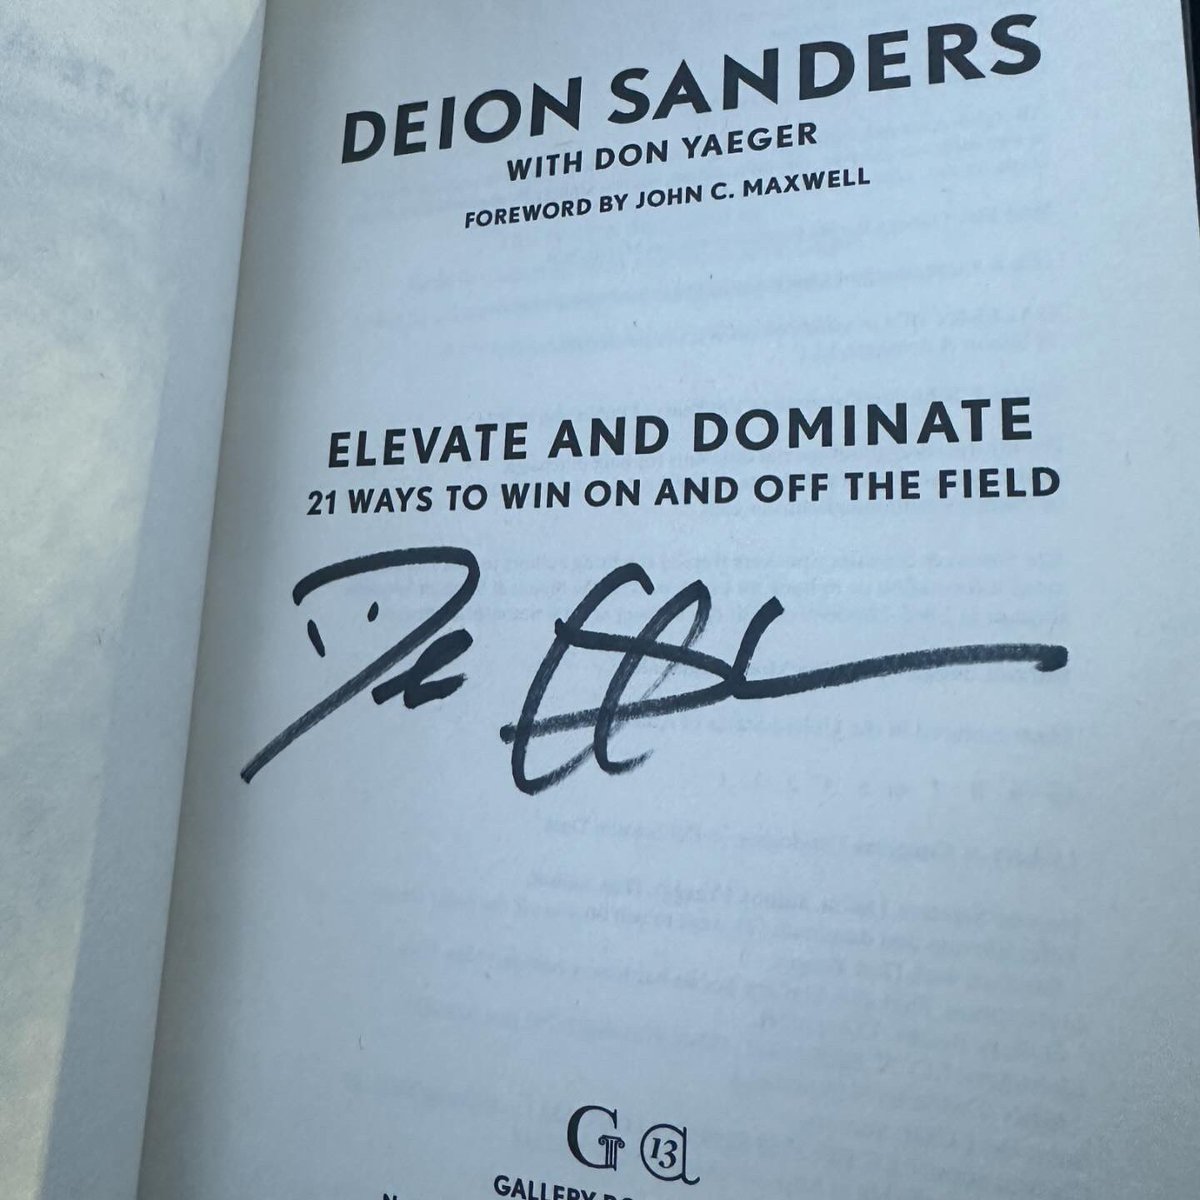 DEION SANDERS
WITH DON YAEGER
FOREWORD BY JOHN C. MAXWELL
ELEVATE AND DOMINATE
21 WAYS TO WIN ON AND OFF THE FIELD
G 13a
GALLERY